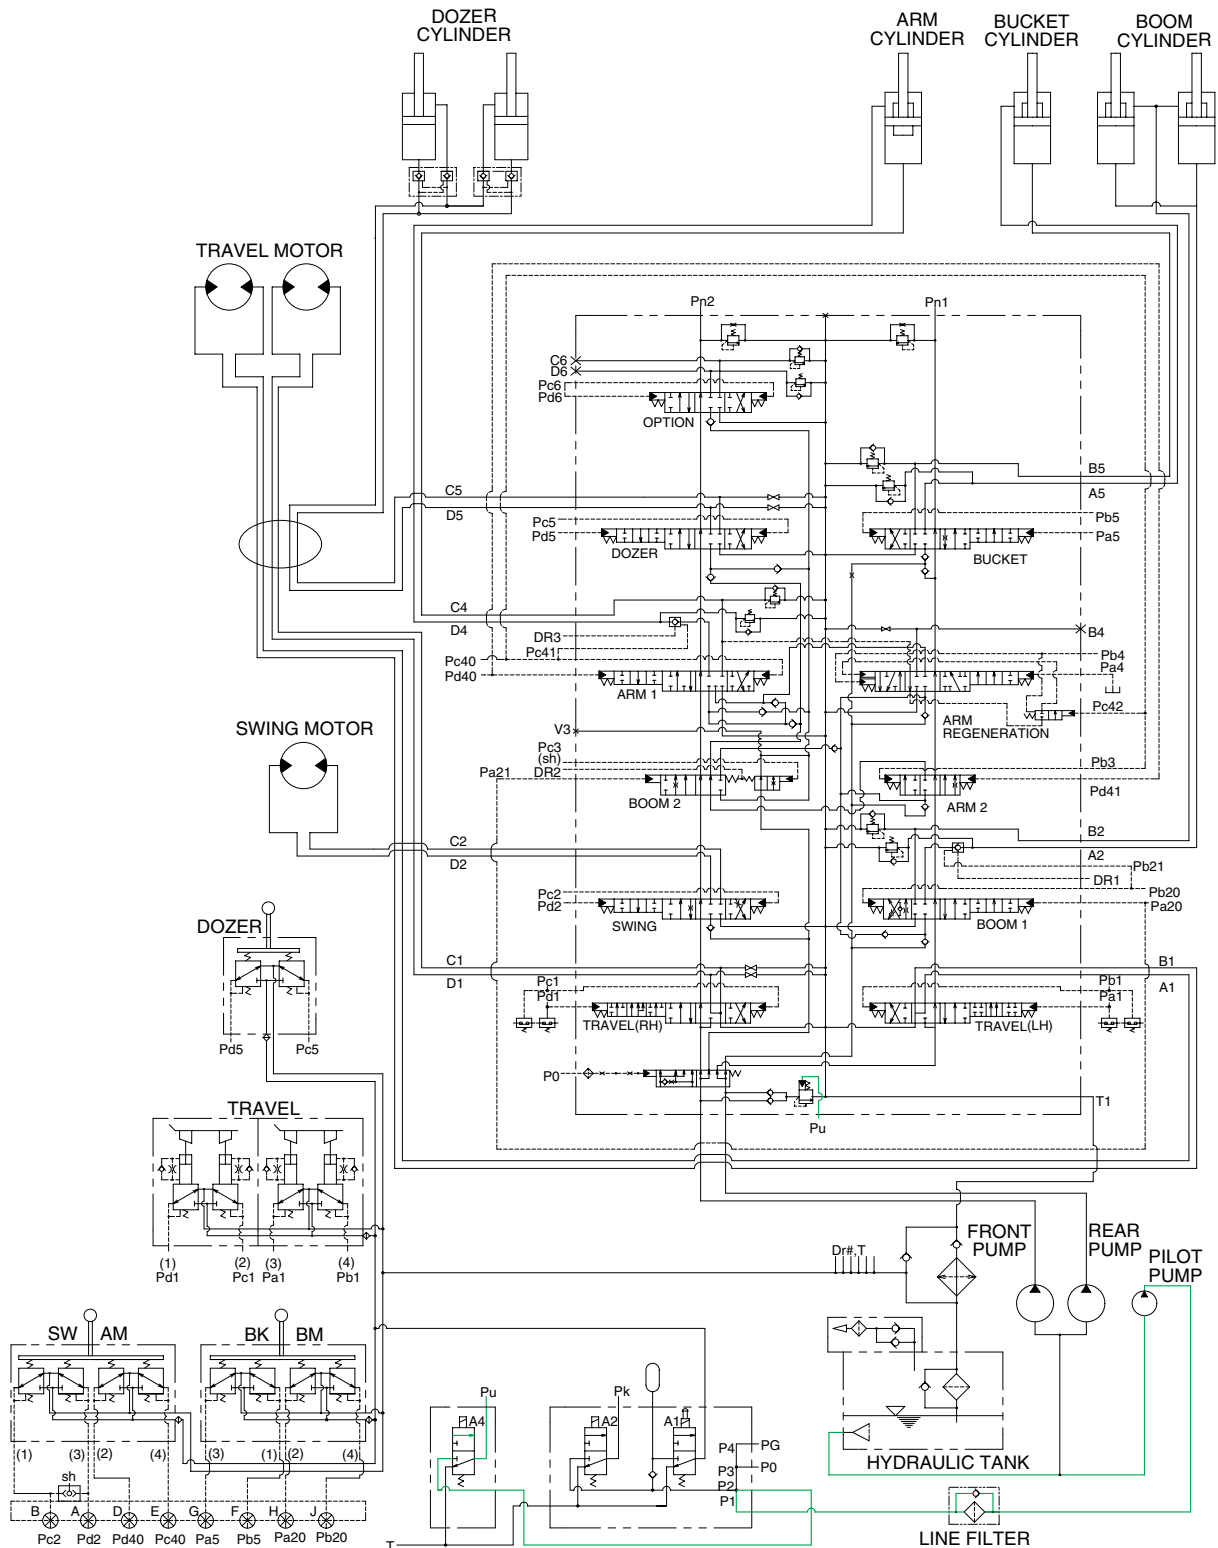 DOZER
CYLINDER
ARM
CYLINDER
BUCKET
CYLINDER
BOOM
CYLINDER
TRAVEL MOTOR
Pn2
Pn1
C6
D6
Pc6
Pd6
OPTION
C5
D5
B5
A5
Pc5
Pd5
DOZER
Pb5
Pa5
BUCKET
C4
D4
DR3
Pc41
B4
Pc40
Pd40
ARM 1
Pb4
Pa4
Pc42
ARM
REGENERATION
SWING MOTOR
V3
Pc3
(sh)
DR2
Pa21
BOOM 2
Pb3
Pd41
ARM 2
C2
D2
B2
A2
Pb21
DR1
Pc2
Pd2
SWING
Pb20
Pa20
BOOM 1
DOZER
Pd5
Pc5
C1
D1
B1
A1
Pc1
Pd1
TRAVEL(RH)
Pb1
Pa1
TRAVEL(LH)
P0
Pu
T1
TRAVEL
(1)
Pd1
(2)
Pc1
(3)
Pa1
(4)
Pb1
Dr#,T
FRONT
PUMP
REAR
PUMP
PILOT
PUMP
SW AM
BK BM
(1)
(3)
(2)
(4)
(3)
(1)
(2)
(4)
sh
B A D E G F H J
Pc2 Pd2 Pd40 Pc40 Pa5 Pb5 Pa20 Pb20
Pu
A4
Pk
A2
A1
P4
PG
P3
P0
P2
P1
T
HYDRAULIC TANK
LINE FILTER